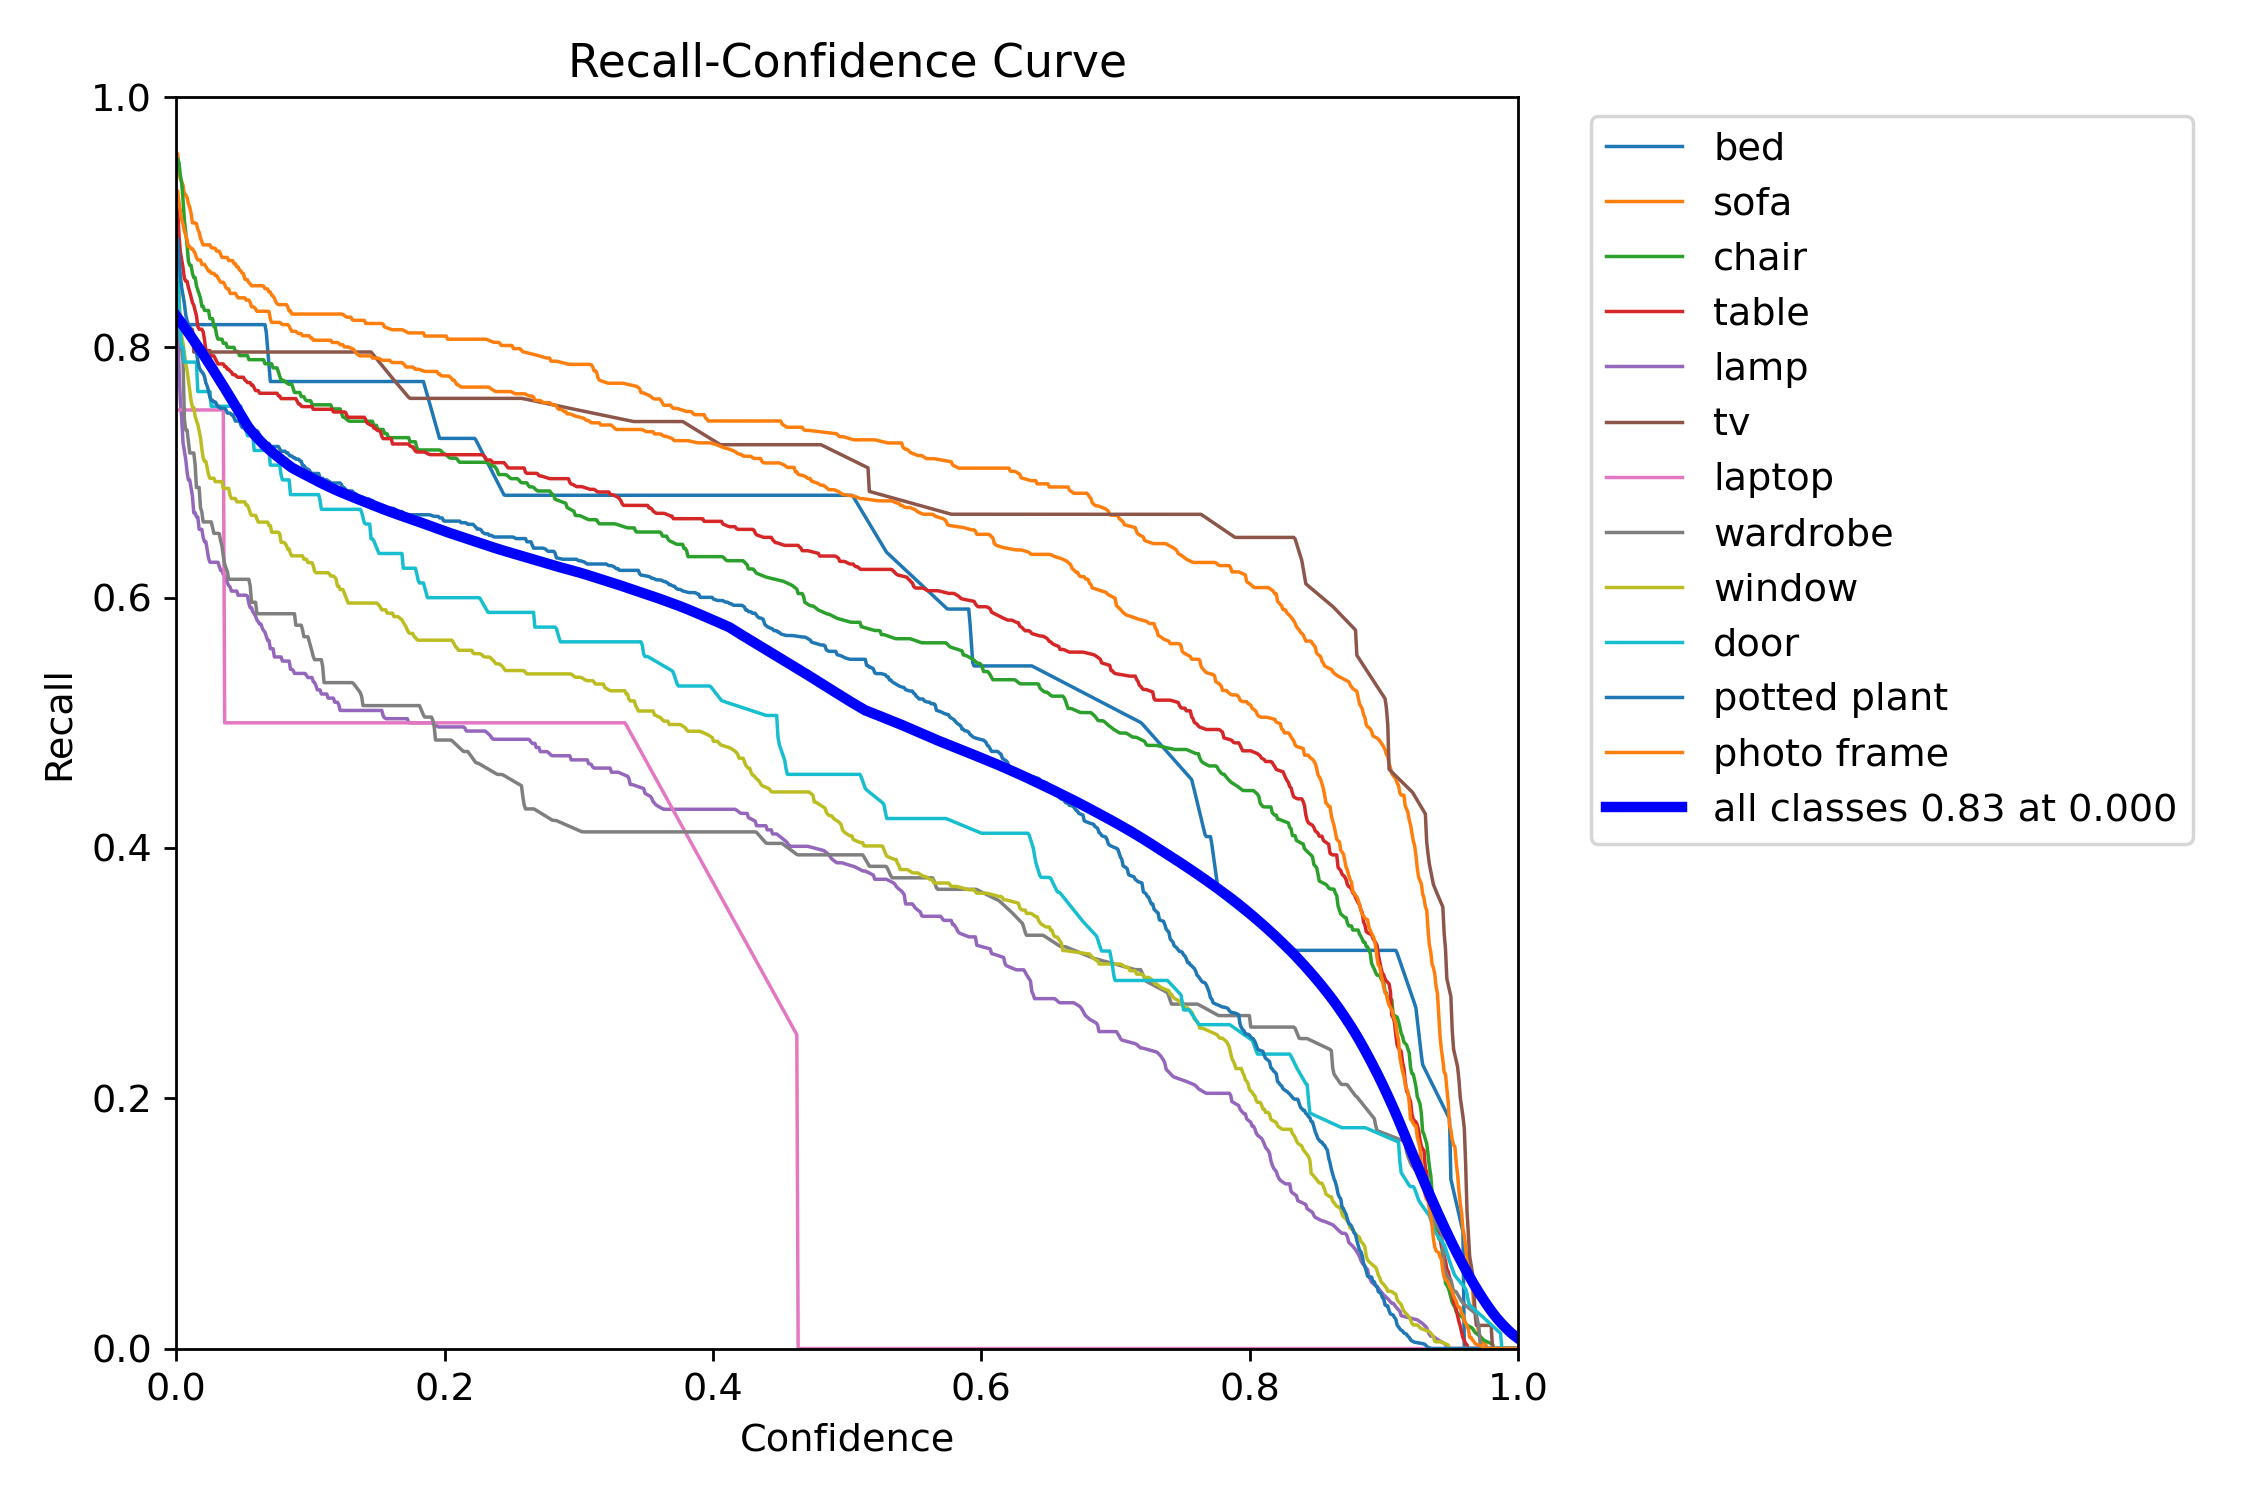 Recall-Confidence Curve
1.0
0.8
0.6
0.4
0.2
0.0
Recall
0.0 0.2 0.4 0.6 0.8 1.0
Confidence
bed
sofa
chair
table
lamp
tv
laptop
wardrobe
window
door
potted plant
photo frame
all classes 0.83 at 0.000